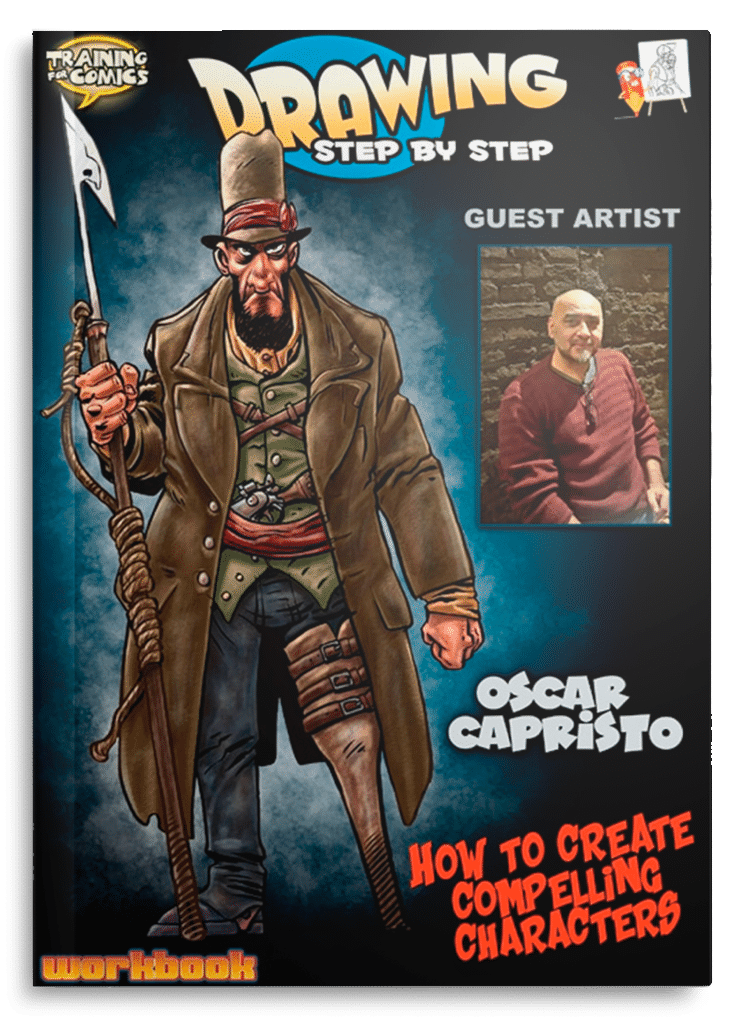 TRAINING
FOR COMICS
DRAWING
STEP BY STEP
GUEST ARTIST
OSCAR
CAPRiSTO
HOW TO CREATE
COMPELLiNG
CHARACTERS
workbook